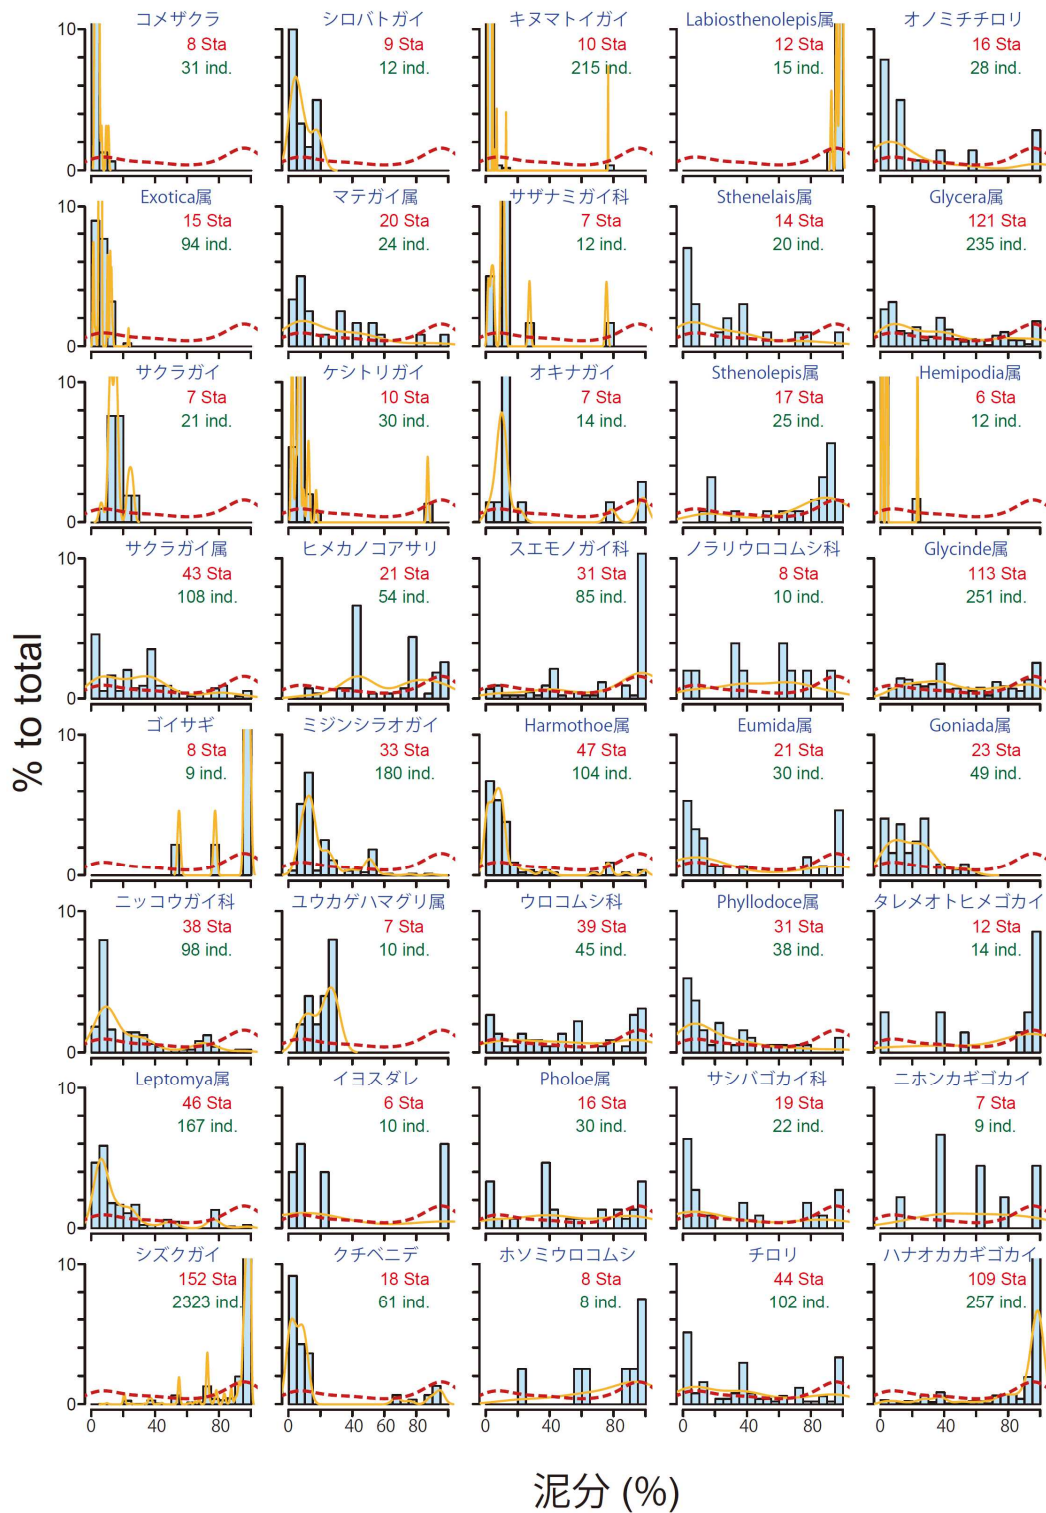 コメザクラ
8 Sta
31 ind.
シロバトガイ
9 Sta
12 ind.
キヌマトイガイ
10 Sta
215 ind.
Labiosthenolepis属
12 Sta
15 ind.
オノミチチロリ
16 Sta
28 ind.
10
0
Exotica属
15 Sta
94 ind.
マテガイ属
20 Sta
24 ind.
サザナミガイ科
7 Sta
12 ind.
Sthenelais属
14 Sta
20 ind.
Glycera属
121 Sta
235 ind.
10
0
サクラガイ
7 Sta
21 ind.
ケシトリガイ
10 Sta
30 ind.
オキナガイ
7 Sta
14 ind.
Sthenolepis属
17 Sta
25 ind.
Hemipodia属
6 Sta
12 ind.
10
0
サクラガイ属
43 Sta
108 ind.
ヒメカノコアサリ
21 Sta
54 ind.
スエモノガイ科
31 Sta
85 ind.
ノラリウロコムシ科
8 Sta
10 ind.
Glycinde属
113 Sta
251 ind.
10
0
% to total
ゴイサギ
8 Sta
9 ind.
ミジンシラオガイ
33 Sta
180 ind.
Harmothoe属
47 Sta
104 ind.
Eumida属
21 Sta
30 ind.
Goniada属
23 Sta
49 ind.
10
0
ニッコウガイ科
38 Sta
98 ind.
ユウカゲハマグリ属
7 Sta
10 ind.
ウロコムシ科
39 Sta
45 ind.
Phyllodoce属
31 Sta
38 ind.
タレメオトヒメゴカイ
12 Sta
14 ind.
10
0
Leptomya属
46 Sta
167 ind.
イヨスダレ
6 Sta
10 ind.
Pholoe属
16 Sta
30 ind.
サシバゴカイ科
19 Sta
22 ind.
ニホンカギゴカイ
7 Sta
9 ind.
10
0
シズクガイ
152 Sta
2323 ind.
クチベニデ
18 Sta
61 ind.
ホソミウロコムシ
8 Sta
8 ind.
チロリ
44 Sta
102 ind.
ハナオカカギゴカイ
109 Sta
257 ind.
10
0
0 40 80 0 40 80 0 40 80 0 40 80 0 40 80
泥分 (%)